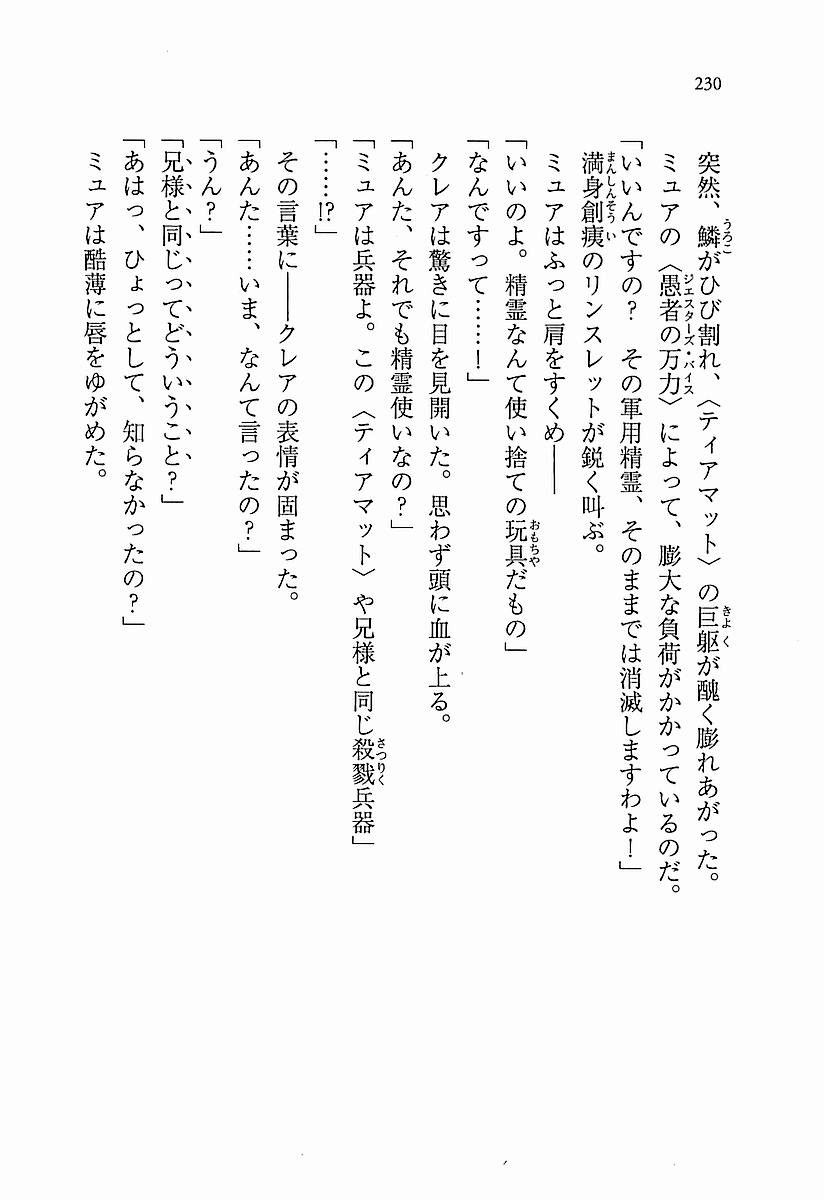 230
突然、鱗がひび割れ、〈ティアマット〉の巨躯が醜く膨れあがった。
ミュアの〈愚者の万力〉によって、膨大な負荷がかかっているのだ。
「いいんですの？　その軍用精霊、そのままでは消滅しますわよ！」
満身創痍のリンスレットが鋭く叫ぶ。
ミュアはふっと肩をすくめ――
「いいのよ。精霊なんて使い捨ての玩具だもの」
「なんですって……！」
クレアは驚きに目を見開いた。思わず頭に血が上る。
「あんた、それでも精霊使いなの？」
「ミュアは兵器よ。この〈ティアマット〉や兄様と同じ殺戮兵器」
「……!?」
その言葉に――クレアの表情が固まった。
「あんた……いま、なんて言ったの？」
「うん？」
「兄様と同じってどういうこと？」
「あはっ、ひょっとして、知らなかったの？」
ミュアは酷薄に唇をゆがめた。